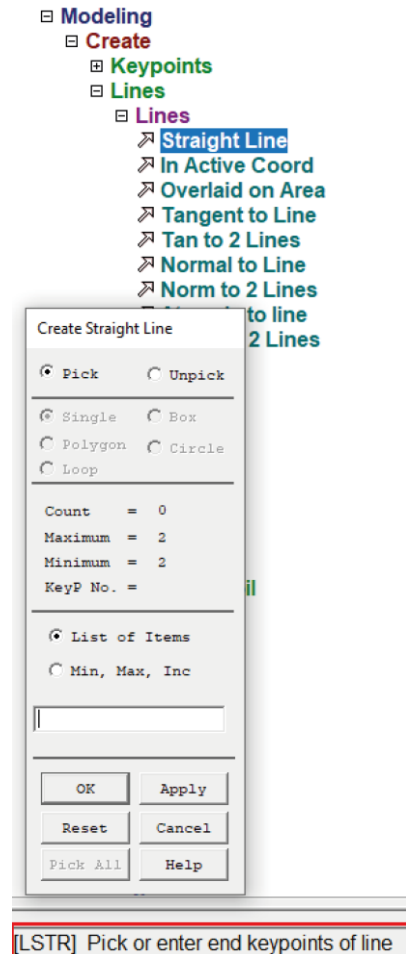 Modeling
Create
Keypoints
Lines
Lines
Straight Line
In Active Coord
Overlaid on Area
Tangent to Line
Tan to 2 Lines
Normal to Line
Norm to 2 Lines
to line
2 Lines
Create Straight Line
Pick Unpick
Single Box
Polygon Circle
Loop
Count = 0
Maximum = 2
Minimum = 2
KeyP No. =
il
List of Items
Min, Max, Inc
OK Apply
Reset Cancel
Pick All Help
[LSTR] Pick or enter end keypoints of line